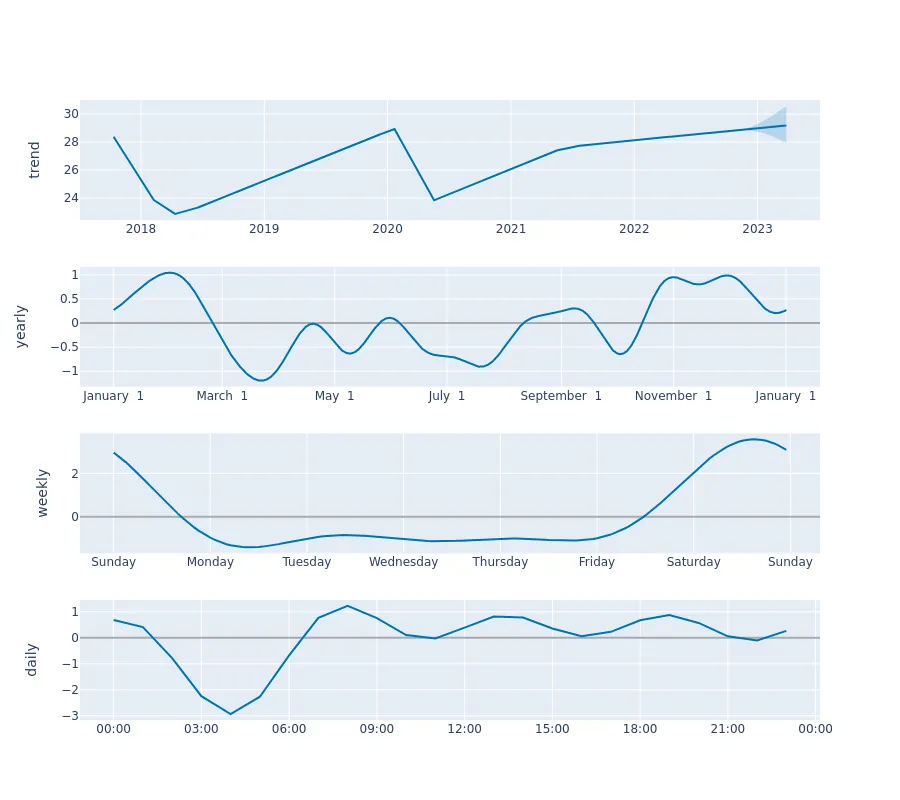 trend
30
28
26
24
2018 2019 2020 2021 2022 2023
yearly
1
0.5
0
−0.5
−1
January 1 March 1 May 1 July 1 September 1 November 1 January 1
weekly
2
0
Sunday Monday Tuesday Wednesday Thursday Friday Saturday Sunday
daily
1
0
−1
−2
−3
00:00 03:00 06:00 09:00 12:00 15:00 18:00 21:00 00:00